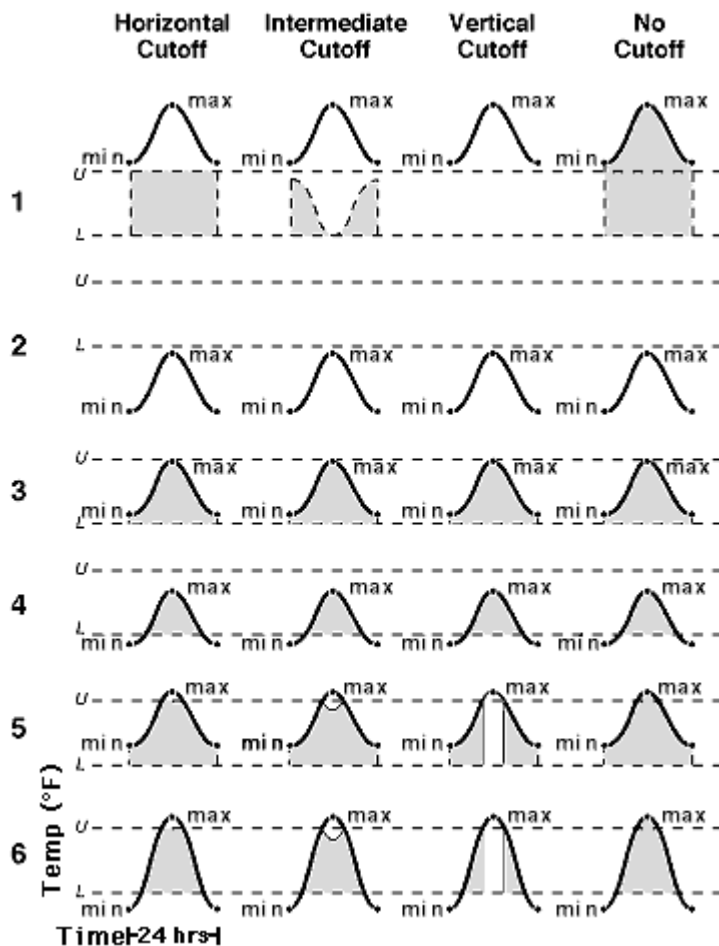 Horizontal Cutoff Intermediate Cutoff Vertical Cutoff No Cutoff
max max max max
min min min min
U
1
L
U
2
L max max max max
min min min min
U max max max max
3
min min min min
L
U
4 max max max max
L
min min min min
U max max max max
5
min min min min
L
max max max max
U
6
L
min min min min
Temp (°F)
Time 24 hrs